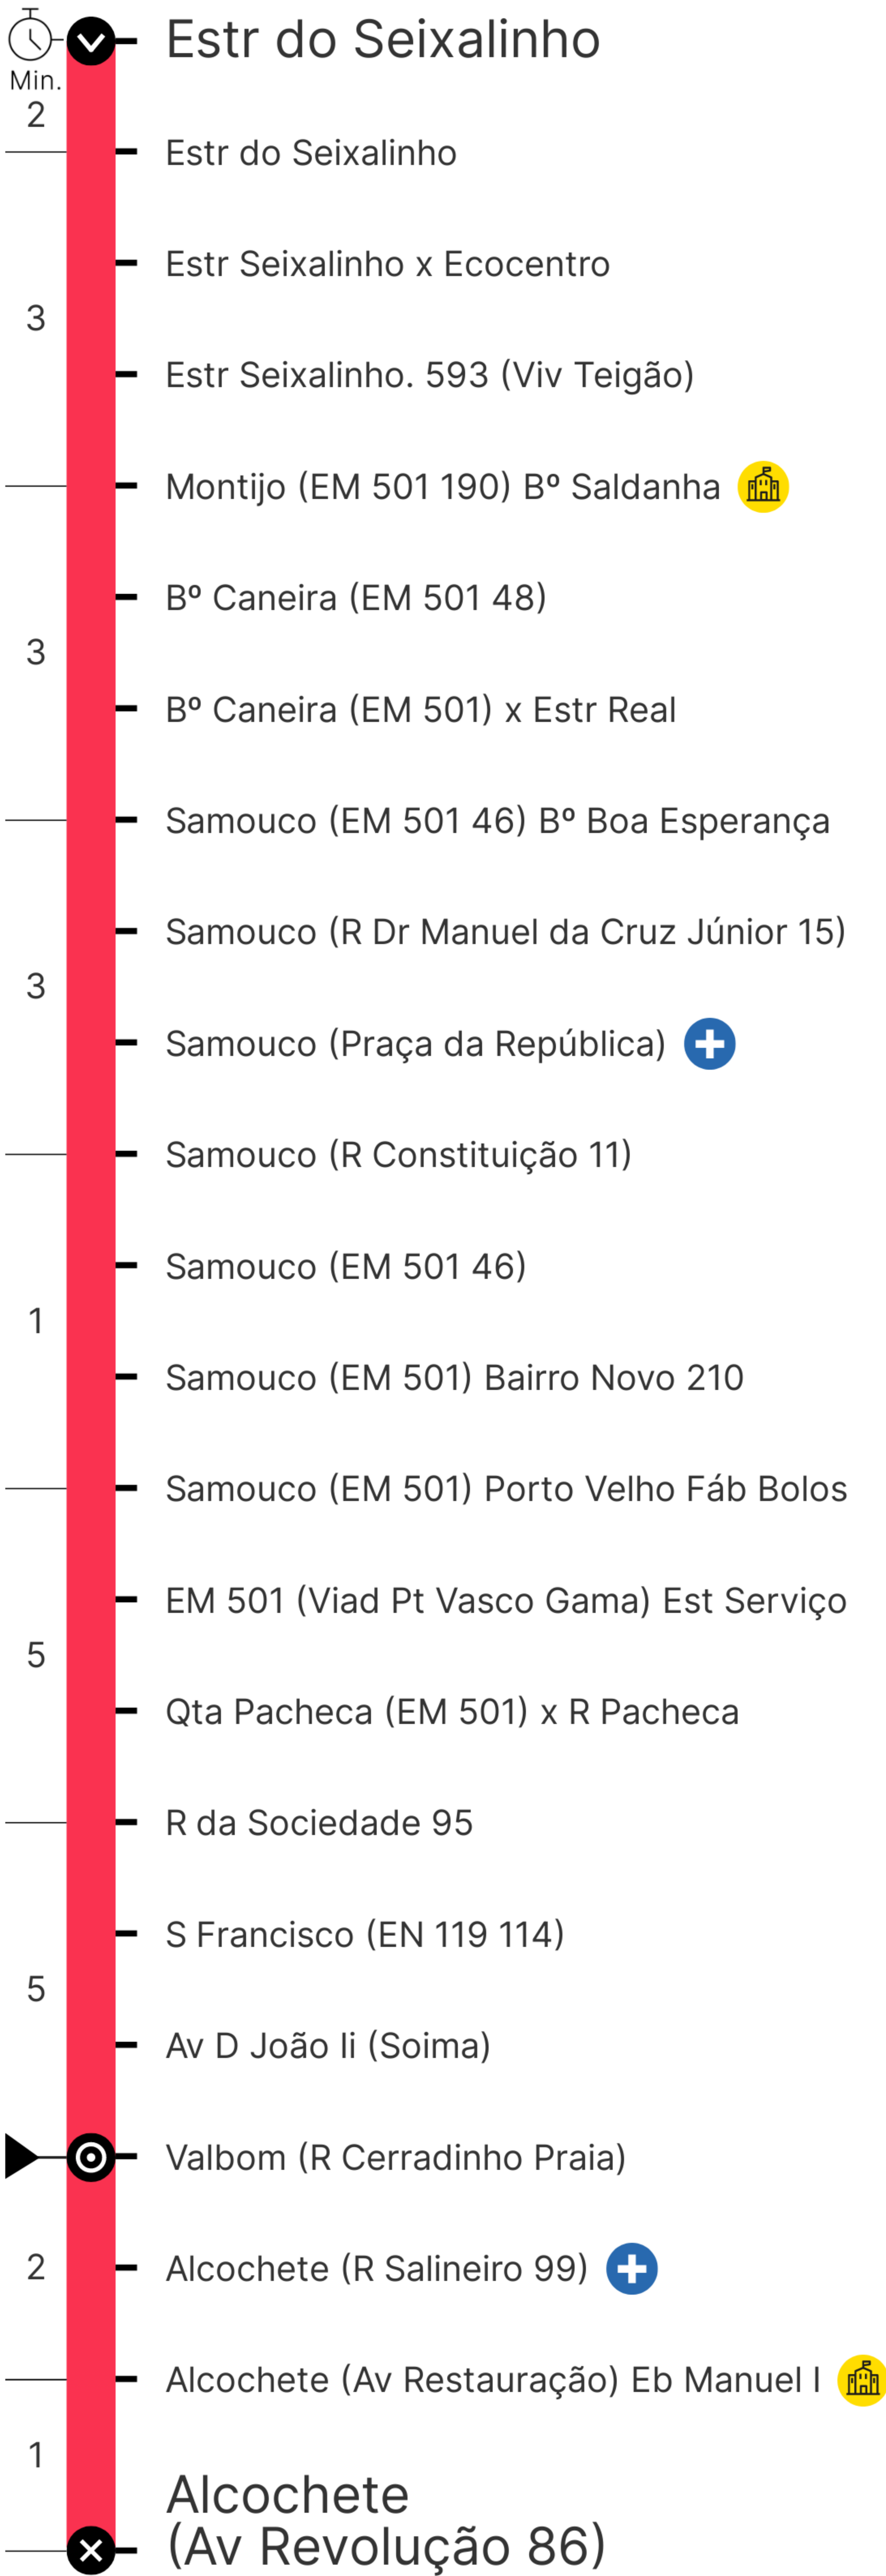 Estr do Seixalinho
Min.
2
Estr do Seixalinho
Estr Seixalinho x Ecocentro
3
Estr Seixalinho. 593 (Viv Teigão)
Montijo (EM 501 190) Bº Saldanha
Bº Caneira (EM 501 48)
3
Bº Caneira (EM 501) x Estr Real
Samouco (EM 501 46) Bº Boa Esperança
Samouco (R Dr Manuel da Cruz Júnior 15)
3
Samouco (Praça da República)
Samouco (R Constituição 11)
Samouco (EM 501 46)
1
Samouco (EM 501) Bairro Novo 210
Samouco (EM 501) Porto Velho Fáb Bolos
EM 501 (Viad Pt Vasco Gama) Est Serviço
5
Qta Pacheca (EM 501) x R Pacheca
R da Sociedade 95
S Francisco (EN 119 114)
5
Av D João Ii (Soima)
Valbom (R Cerradinho Praia)
2
Alcochete (R Salineiro 99)
Alcochete (Av Restauração) Eb Manuel I
1
Alcochete
(Av Revolução 86)